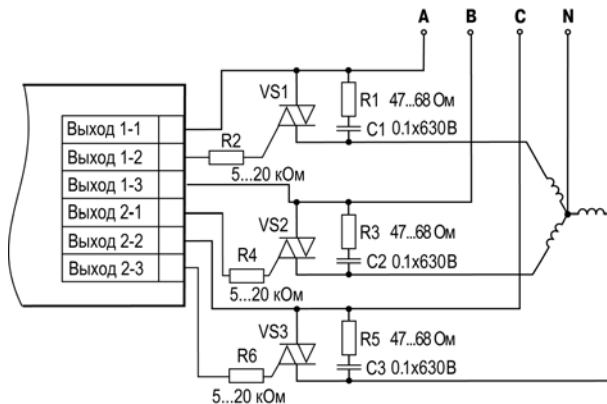 A B C N
VS1
R1 47...68 Ом
C1 0.1x630В
Выход 1-1
Выход 1-2
R2
5...20 кОм
Выход 1-3
Выход 2-1
VS2
R3 47...68 Ом
Выход 2-2
R4
C2 0.1x630В
Выход 2-3
5...20 кОм
VS3
R5 47...68 Ом
R6
C3 0.1x630В
5...20 кОм